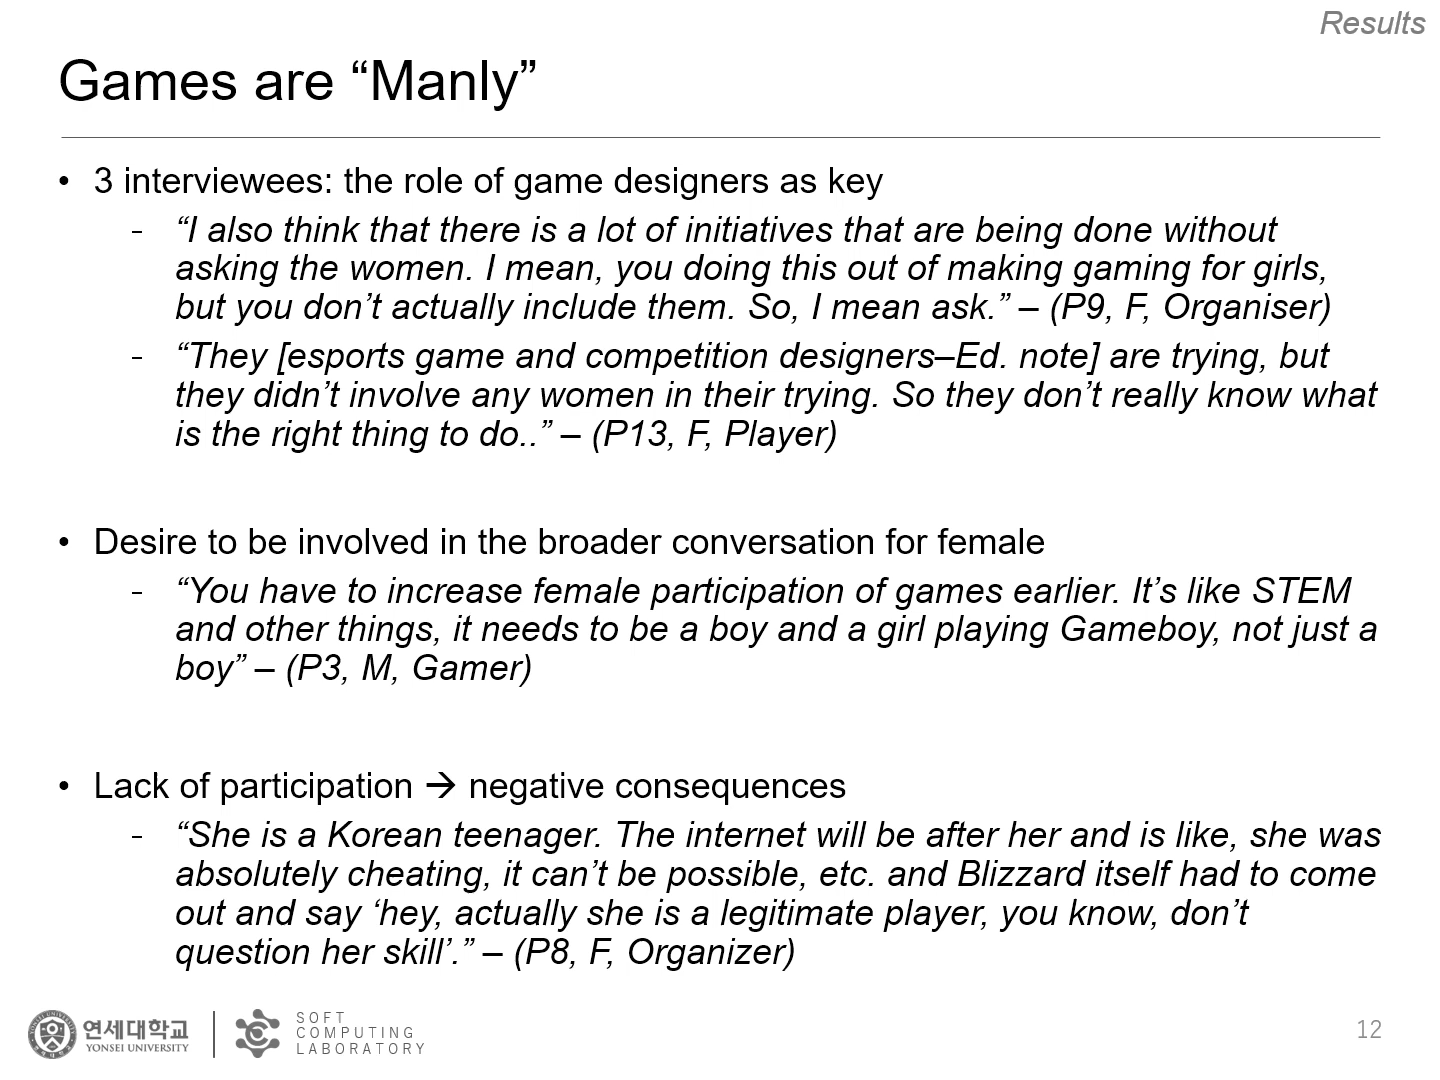 Results
Games are “Manly”
• 3 interviewees: the role of game designers as key
- “I also think that there is a lot of initiatives that are being done without
asking the women. I mean, you doing this out of making gaming for girls,
but you don’t actually include them. So, I mean ask.” – (P9, F, Organiser)
- “They [esports game and competition designers–Ed. note] are trying, but
they didn’t involve any women in their trying. So they don’t really know what
is the right thing to do..” – (P13, F, Player)
• Desire to be involved in the broader conversation for female
- “You have to increase female participation of games earlier. It’s like STEM
and other things, it needs to be a boy and a girl playing Gameboy, not just a
boy” – (P3, M, Gamer)
• Lack of participation → negative consequences
- “She is a Korean teenager. The internet will be after her and is like, she was
absolutely cheating, it can’t be possible, etc. and Blizzard itself had to come
out and say ‘hey, actually she is a legitimate player, you know, don’t
question her skill’.” – (P8, F, Organizer)
연세대학교
YONSEI UNIVERSITY
SOFT
COMPUTING
LABORATORY
12